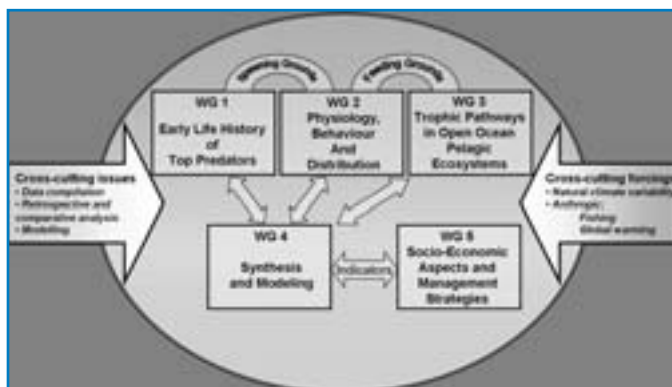 Spawning Grounds
Feeding Grounds
WG 1
Early Life History
of
Top Predators
WG 2
Physiology,
Behaviour
And
Distribution
WG 3
Trophic Pathways
in Open Ocean
Pelagic
Ecosystems
Cross-cutting issues
• Data compilation
• Retrospective and
comparative analysis
• Modelling
Cross-cutting forcings
• Natural climate variability
• Anthropic:
Fishing
Global warming
WG 4
Synthesis
and Modeling
Indicators
WG 5
Socio-Economic
Aspects and
Management
Strategies